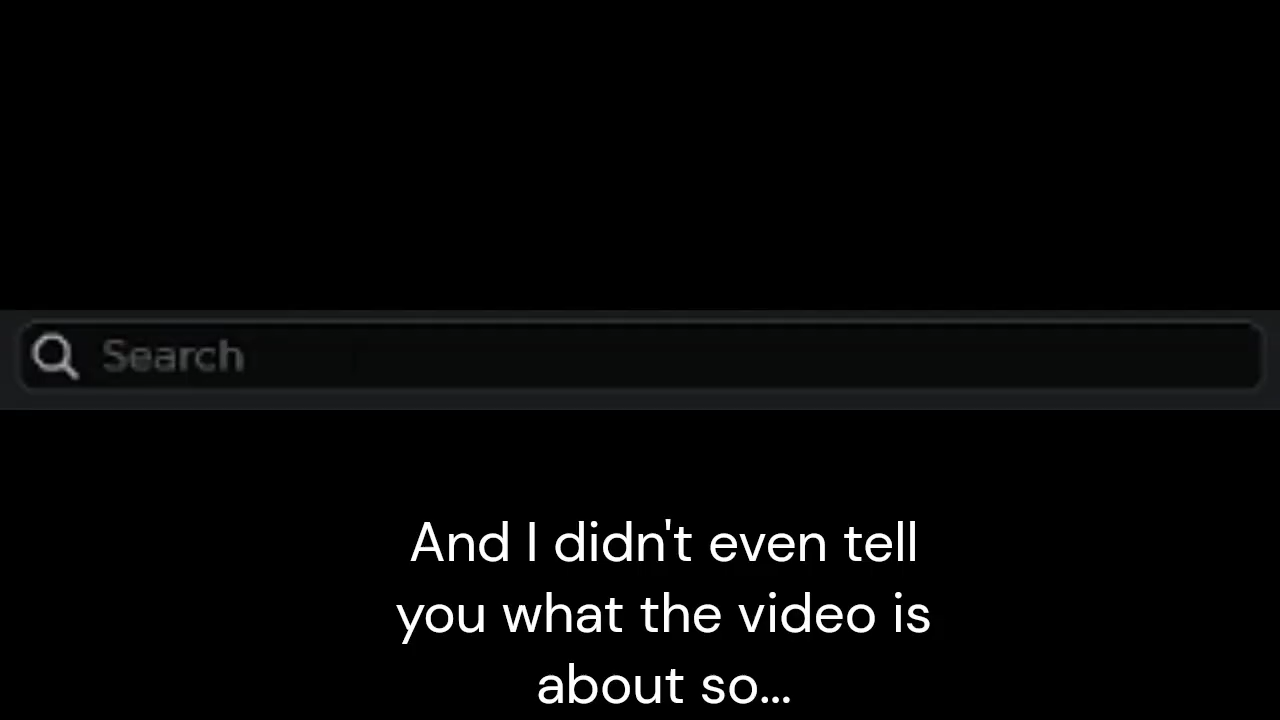 Search
And I didn't even tell
you what the video is
about so...